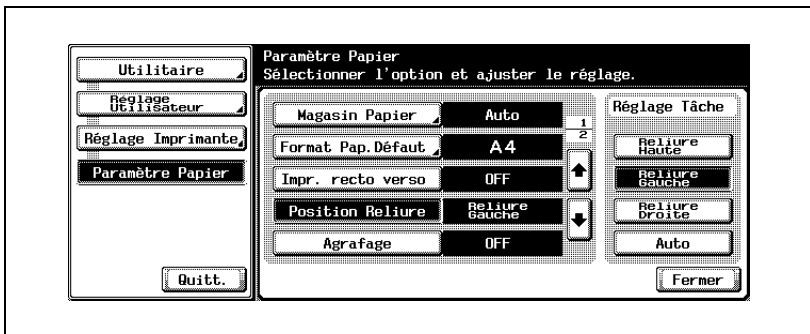 Utilitaire
Réglage
Utilisateur
Réglage Imprimante
Paramètre Papier
Quitt.
Paramètre Papier
Sélectionner l'option et ajuster le réglage.
Magasin Papier
Auto
Format Pap.Défaut
A4
Impr. recto verso
OFF
Position Reliure
Reliure
Gauche
Agrafage
OFF
1
2
Réglage Tâche
Reliure
Haute
Reliure
Gauche
Reliure
Droite
Auto
Fermer